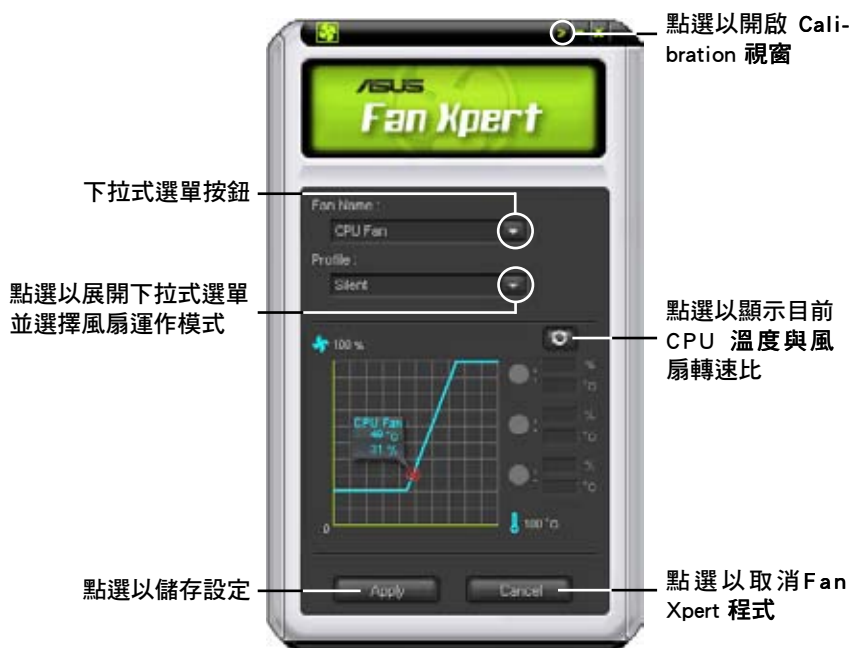 點選以開啟 Cali-
bration 視窗
ASUS
Fan Xpert
下拉式選單按鈕
Fan Name :
CPU Fan
Profile :
Silent
點選以展開下拉式選單
並選擇風扇運作模式
點選以顯示目前
CPU 溫度與風
扇轉速比
100 %
%
°C
CPU Fan
49 °C
31 %
%
°C
%
°C
0
100 °C
點選以儲存設定
Apply
Cancel
點選以取消Fan
Xpert 程式